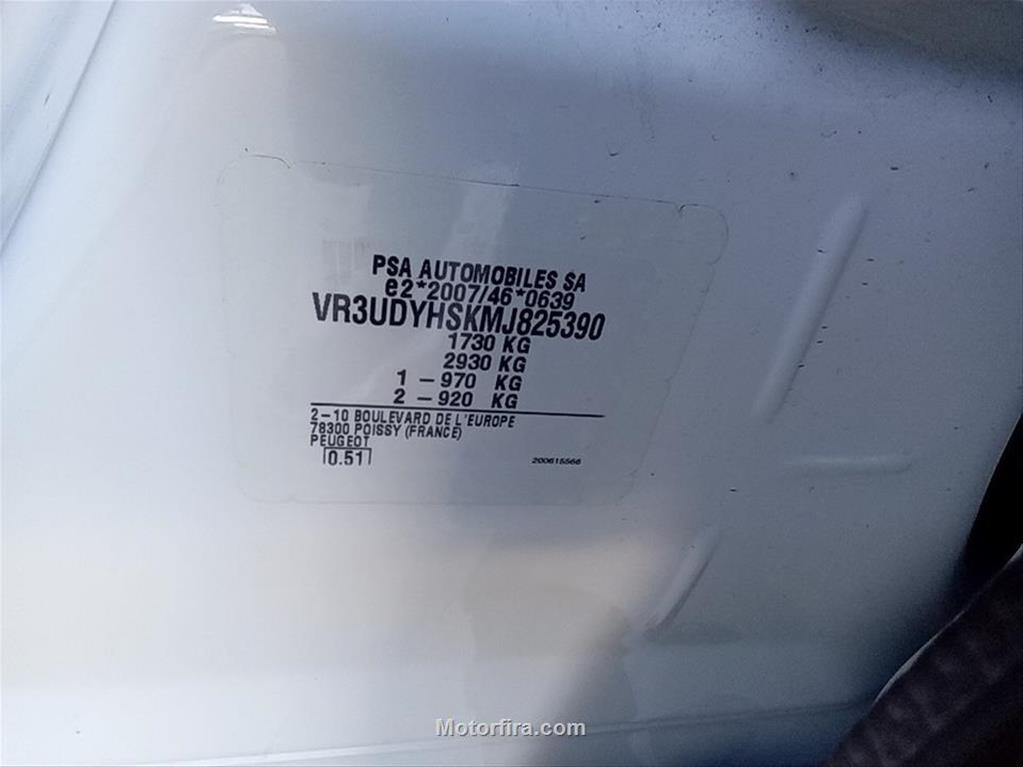 PSA AUTOMOBILES SA
e2*2007/46*0639
VR3UDYHSKMJ825390
1730 KG
2930 KG
1 – 970 KG
2 – 920 KG
2–10 BOULEVARD DE L'EUROPE
78300 POISSY (FRANCE)
PEUGEOT
0.51
200615566
Motorfira.com